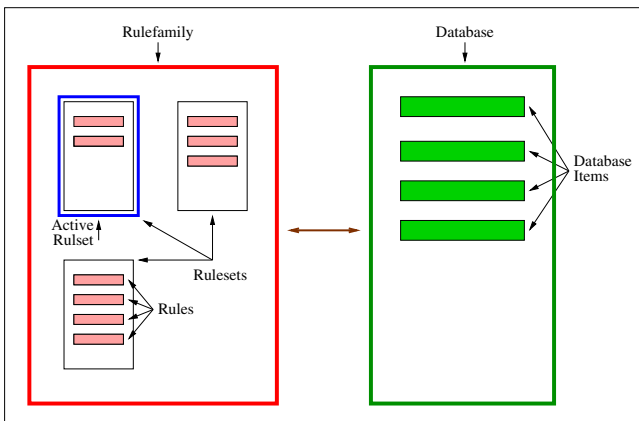 Rulefamily
Database
Database
Items
Active
Rulset
Rulesets
Rules